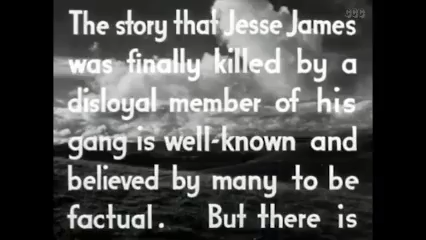 The story that Jesse James
was finally killed by a
disloyal member of his
gang is well-known and
believed by many to be
factual. But there is